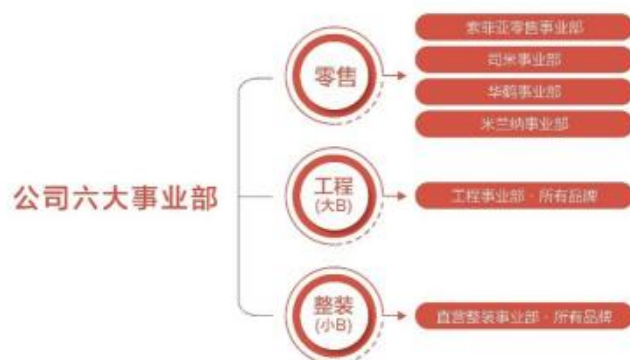 索菲亚零售事业部
司米事业部
零售
华鹤事业部
米兰纳事业部
公司六大事业部
工程
(大B)
工程事业部 · 所有品牌
整装
(小B)
直营整装事业部 · 所有品牌